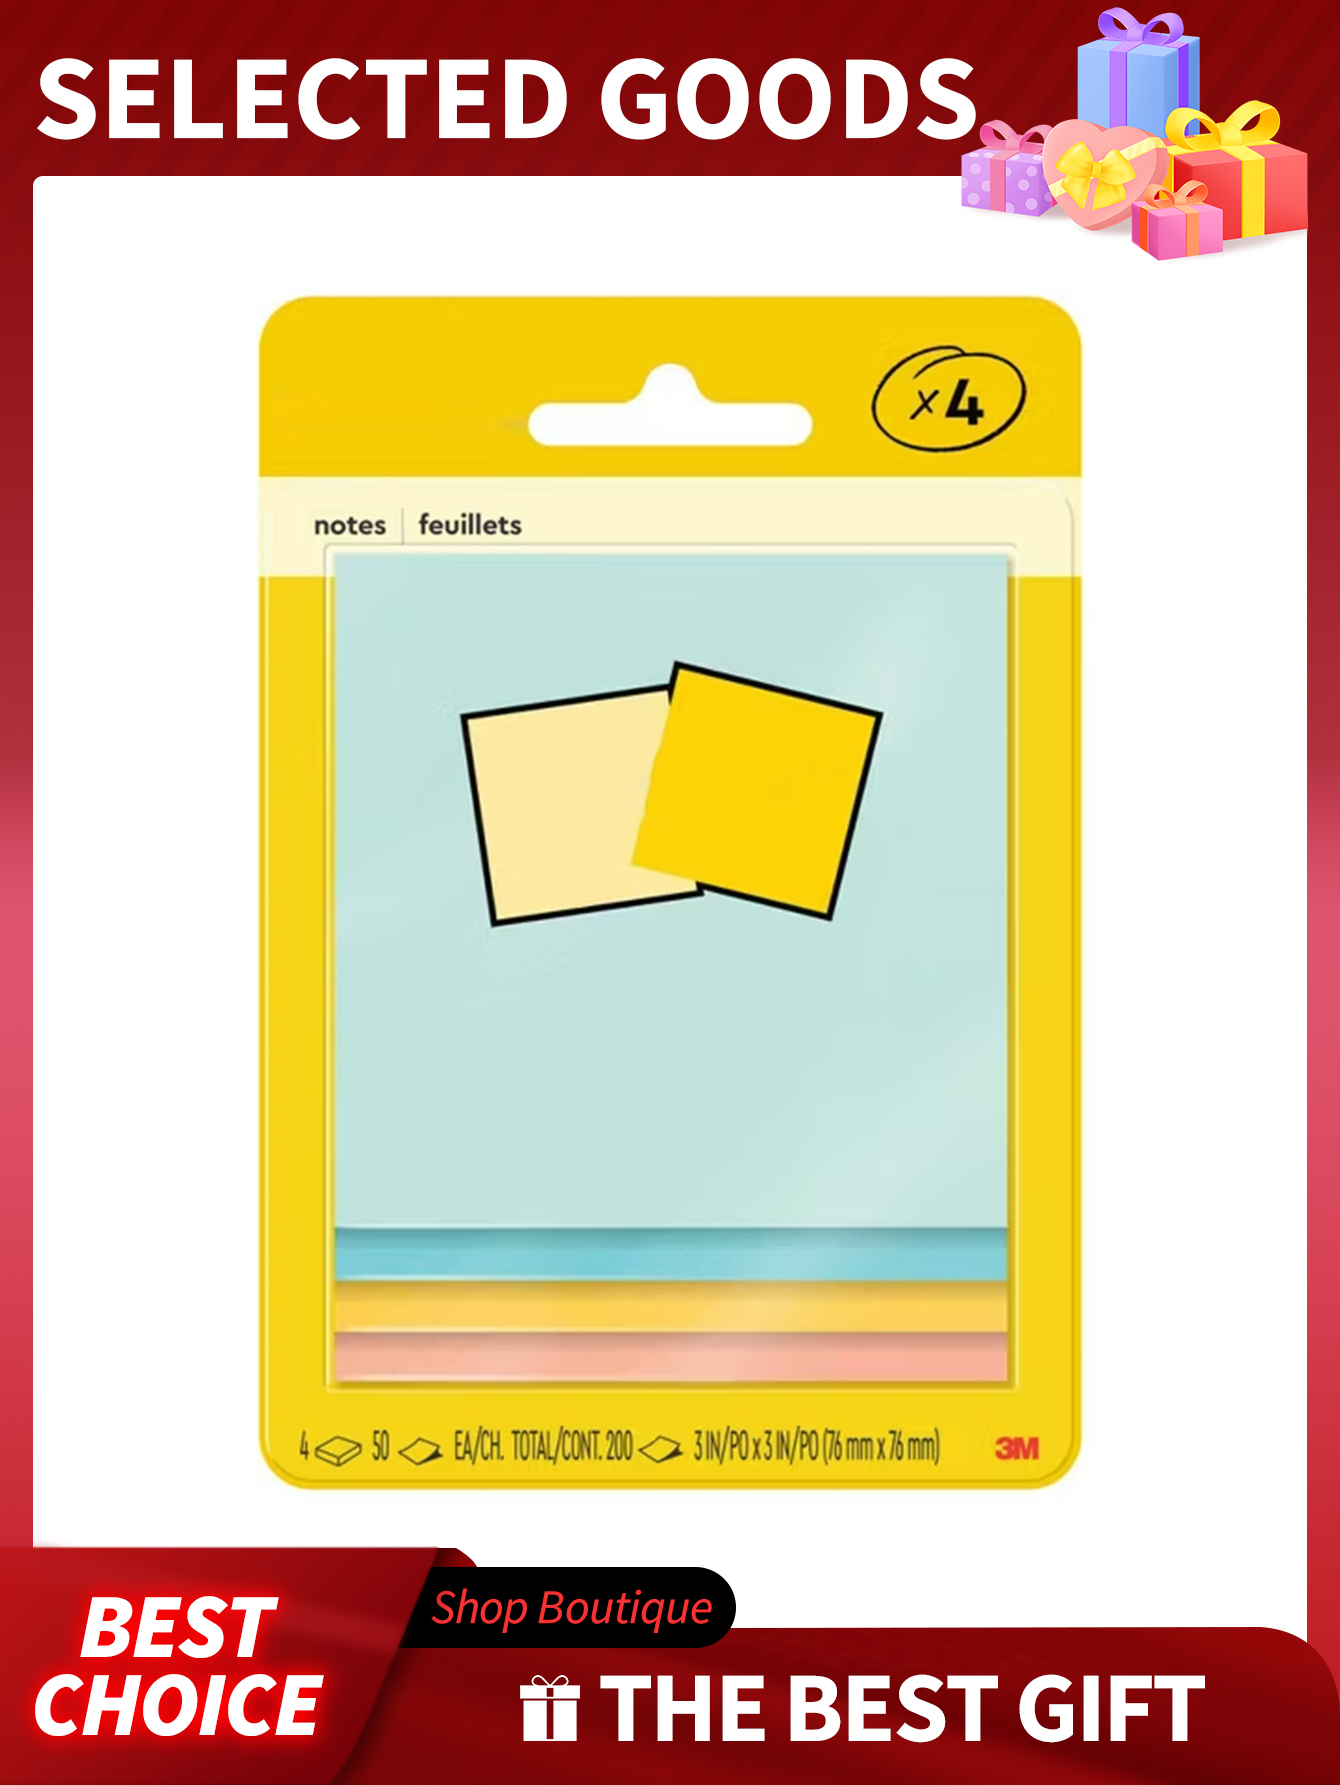 SELECTED GOODS
x4
notes | feuillets
4 50 EA/CH. TOTAL/CONT. 200 3 IN/PO x 3 IN/PO (76 mm x 76 mm) 3M
BEST
CHOICE
Shop Boutique
THE BEST GIFT